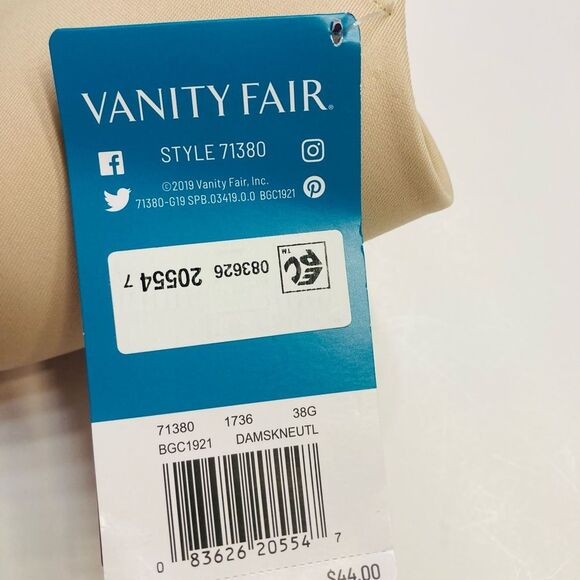 VANITY FAIR®
STYLE 71380
©2019 Vanity Fair, Inc.
71380-G19 SPB.03419.0.0 BGC1921
EPC™
083626 20554 7
71380 1736 38G
BGC1921 DAMSKNEUTL
0 83626 20554 7
$44.00